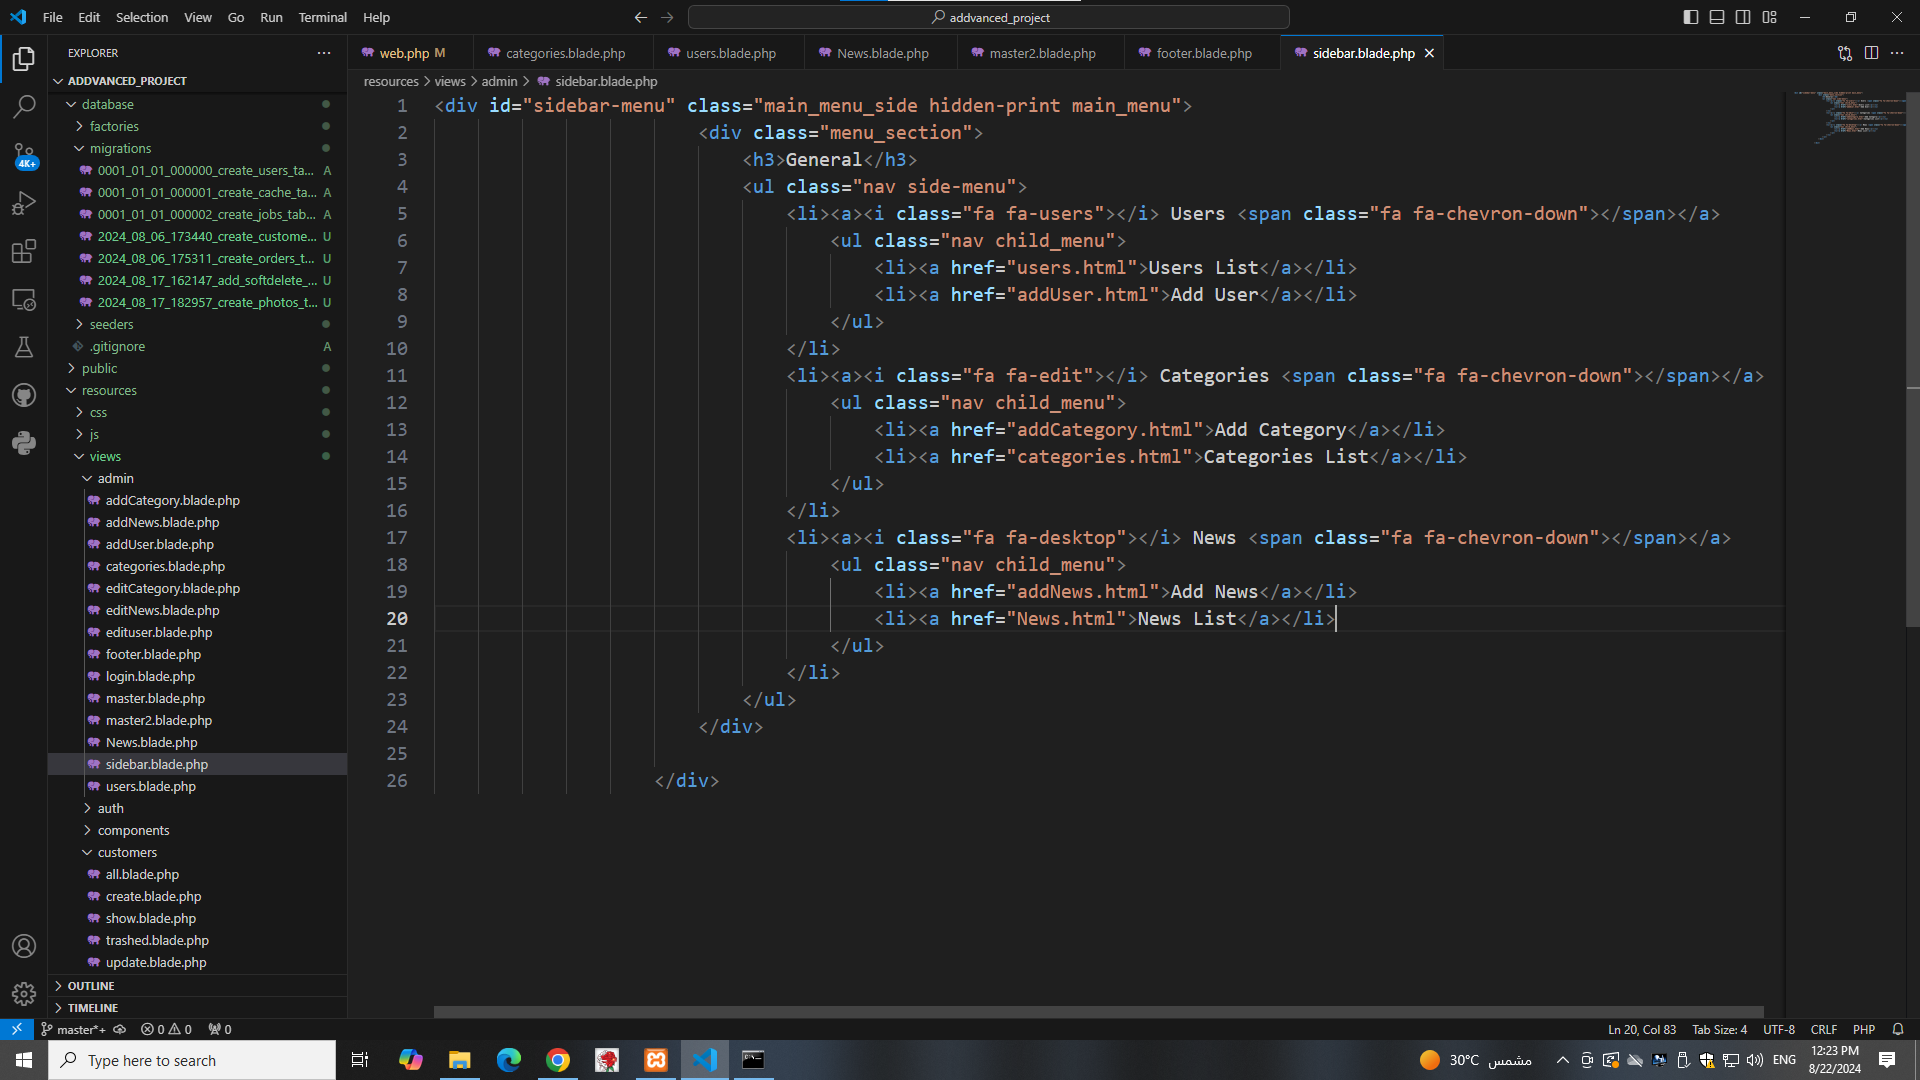 File Edit Selection View Go Run Terminal Help
addvanced_project
EXPLORER
web.php M
categories.blade.php
users.blade.php
News.blade.php
master2.blade.php
footer.blade.php
sidebar.blade.php
resources > views > admin > sidebar.blade.php
ADDVANCED_PROJECT
database
factories
migrations
0001_01_01_000000_create_users_ta... A
0001_01_01_000001_create_cache_ta... A
0001_01_01_000002_create_jobs_tab... A
2024_08_06_173440_create_custome... U
2024_08_06_175311_create_orders_t... U
2024_08_17_162147_add_softdelete_... U
2024_08_17_182957_create_photos_t... U
seeders
.gitignore A
public
resources
css
js
views
admin
addCategory.blade.php
addNews.blade.php
addUser.blade.php
categories.blade.php
editCategory.blade.php
editNews.blade.php
edituser.blade.php
footer.blade.php
login.blade.php
master.blade.php
master2.blade.php
News.blade.php
sidebar.blade.php
users.blade.php
auth
components
customers
all.blade.php
create.blade.php
show.blade.php
trashed.blade.php
update.blade.php
OUTLINE
TIMELINE
4K+
1 <div id="sidebar-menu" class="main_menu_side hidden-print main_menu">
2 <div class="menu_section">
3 <h3>General</h3>
4 <ul class="nav side-menu">
5 <li><a><i class="fa fa-users"></i> Users <span class="fa fa-chevron-down"></span></a>
6 <ul class="nav child_menu">
7 <li><a href="users.html">Users List</a></li>
8 <li><a href="addUser.html">Add User</a></li>
9 </ul>
10 </li>
11 <li><a><i class="fa fa-edit"></i> Categories <span class="fa fa-chevron-down"></span></a>
12 <ul class="nav child_menu">
13 <li><a href="addCategory.html">Add Category</a></li>
14 <li><a href="categories.html">Categories List</a></li>
15 </ul>
16 </li>
17 <li><a><i class="fa fa-desktop"></i> News <span class="fa fa-chevron-down"></span></a>
18 <ul class="nav child_menu">
19 <li><a href="addNews.html">Add News</a></li>
20 <li><a href="News.html">News List</a></li>
21 </ul>
22 </li>
23 </ul>
24 </div>
25
26 </div>
master*+ 0 0 0
Ln 20, Col 83 Tab Size: 4 UTF-8 CRLF PHP
Type here to search
30°C مشمس
ENG
12:23 PM
8/22/2024